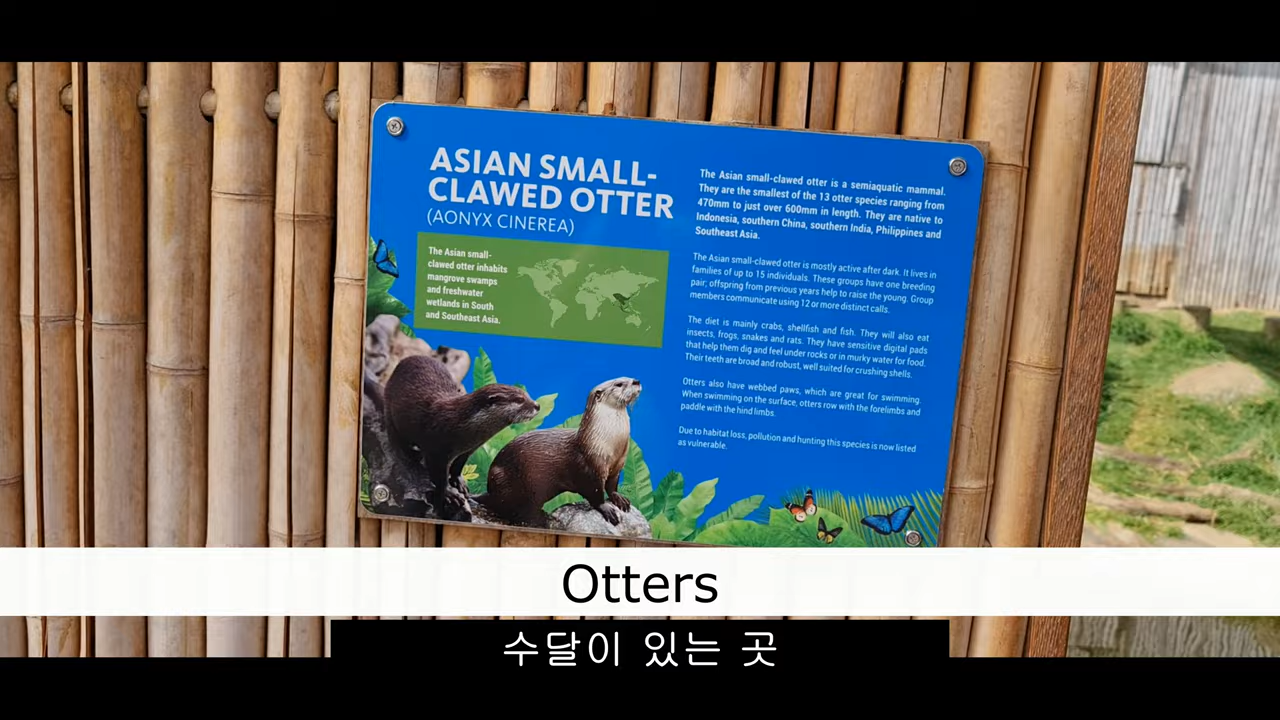 ASIAN SMALL-
CLAWED OTTER
(AONYX CINEREA)
The Asian small-
clawed otter inhabits
mangrove swamps
and freshwater
wetlands in South
and Southeast Asia.
The Asian small-clawed otter is a semiaquatic mammal.
They are the smallest of the 13 otter species ranging from
470mm to just over 600mm in length. They are native to
Indonesia, southern China, southern India, Philippines and
Southeast Asia.
The Asian small-clawed otter is mostly active after dark. It lives in
families of up to 15 individuals. These groups have one breeding
pair; offspring from previous years help to raise the young. Group
members communicate using 12 or more distinct calls.
The diet is mainly crabs, shellfish and fish. They will also eat
insects, frogs, snakes and rats. They have sensitive digital pads
that help them dig and feel under rocks or in murky water for food.
Their teeth are broad and robust, well suited for crushing shells.
Otters also have webbed paws, which are great for swimming.
When swimming on the surface, otters row with the forelimbs and
paddle with the hind limbs.
Due to habitat loss, pollution and hunting this species is now listed
as vulnerable.
Otters
수달이 있는 곳